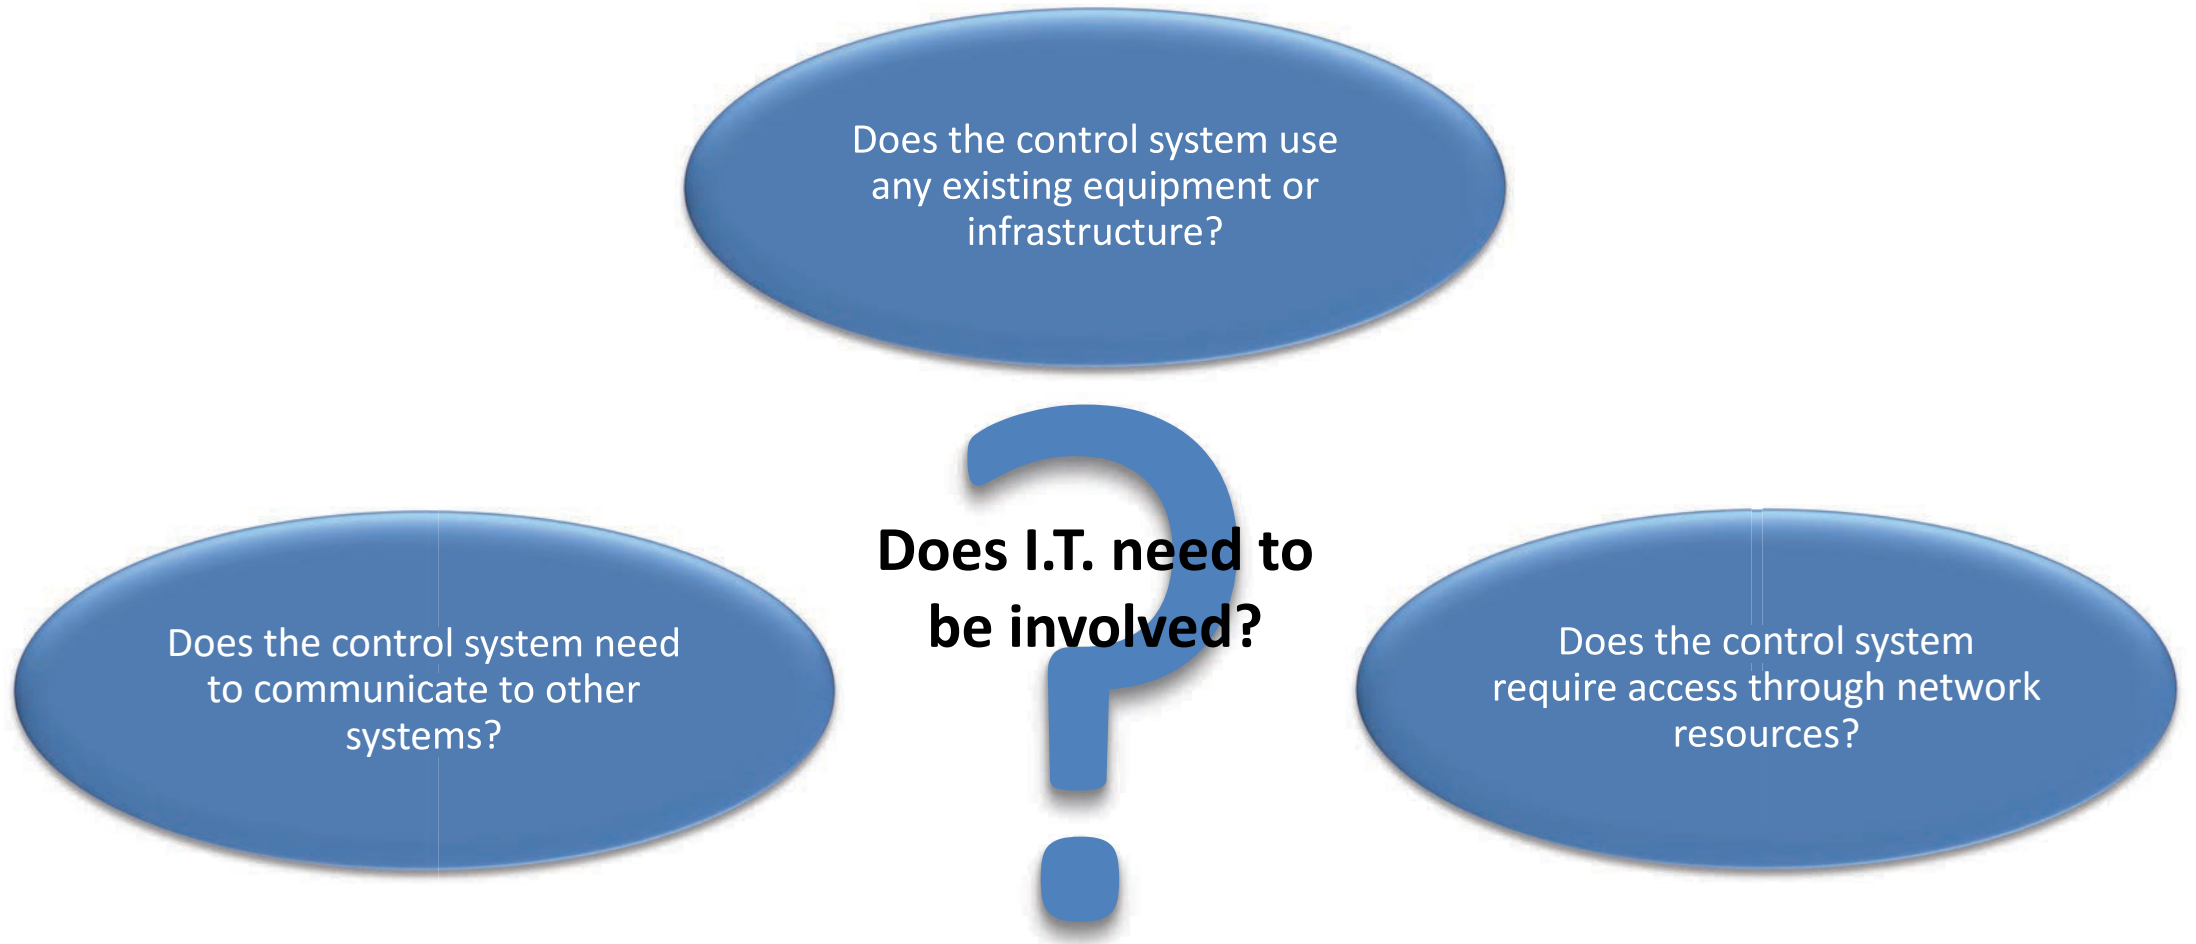 Does the control system use
any existing equipment or
infrastructure?
Does I.T. need to
be involved?
Does the control system need
to communicate to other
systems?
Does the control system
require access through network
resources?